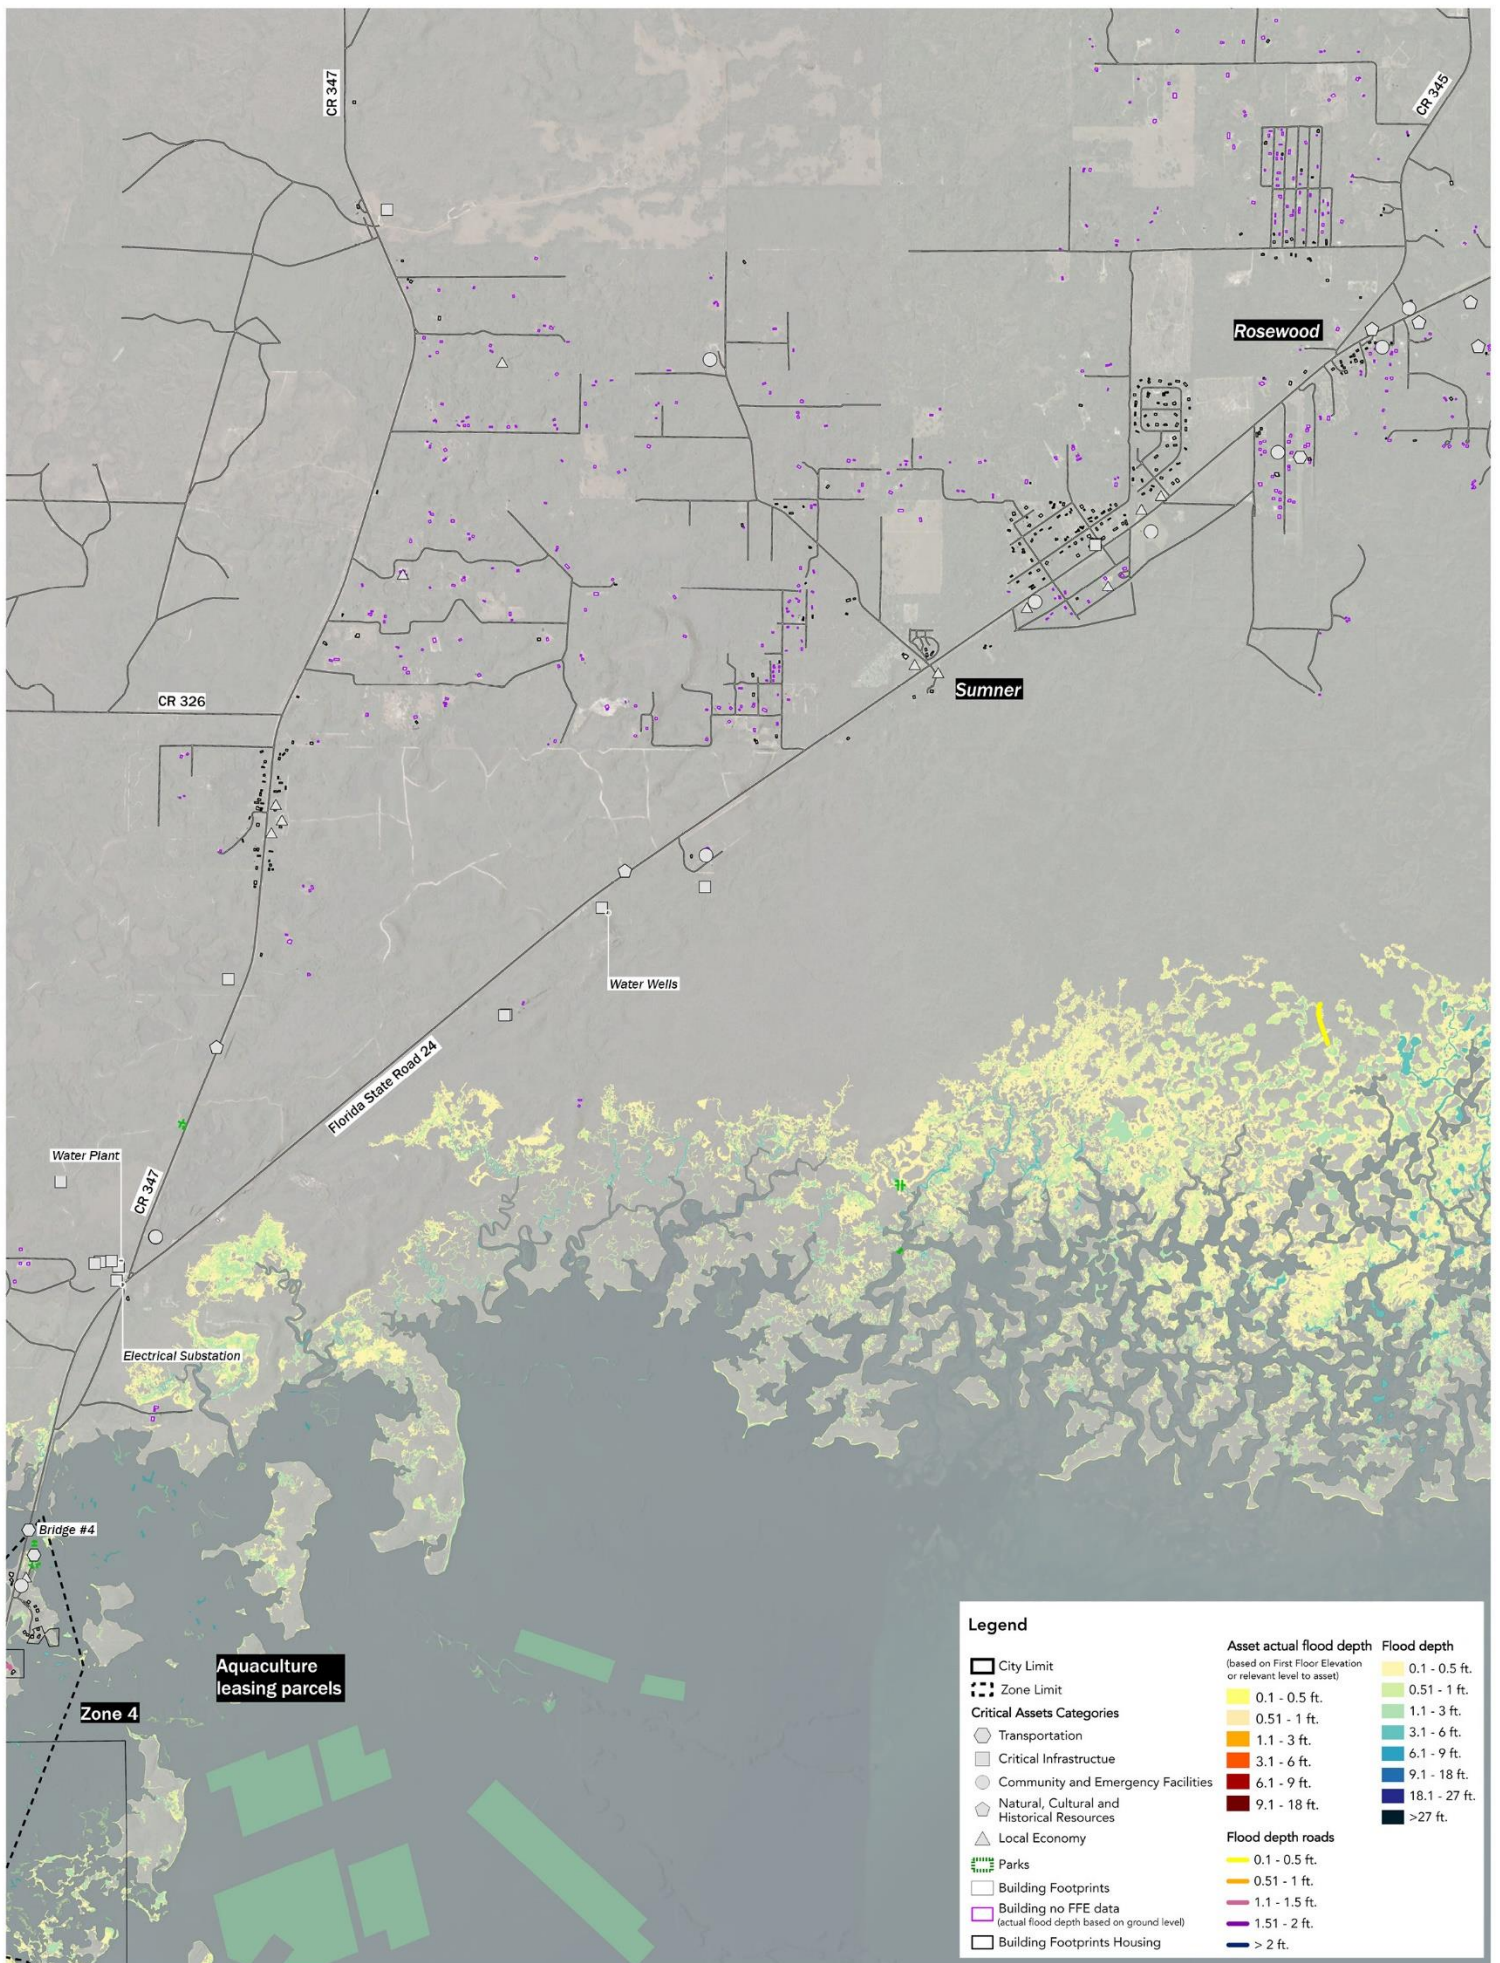 CR 347
CR 345
Rosewood
Sumner
CR 326
Water Wells
Florida State Road 24
Water Plant
CR 347
Electrical Substation
Bridge #4
Aquaculture
leasing parcels
Zone 4
Legend
City Limit
Zone Limit
Critical Assets Categories
Transportation
Critical Infrastructue
Community and Emergency Facilities
Natural, Cultural and
Historical Resources
Local Economy
Parks
Building Footprints
Building no FFE data
(actual flood depth based on ground level)
Building Footprints Housing
Asset actual flood depth
(based on First Floor Elevation
or relevant level to asset)
0.1 - 0.5 ft.
0.51 - 1 ft.
1.1 - 3 ft.
3.1 - 6 ft.
6.1 - 9 ft.
9.1 - 18 ft.
Flood depth roads
0.1 - 0.5 ft.
0.51 - 1 ft.
1.1 - 1.5 ft.
1.51 - 2 ft.
> 2 ft.
Flood depth
0.1 - 0.5 ft.
0.51 - 1 ft.
1.1 - 3 ft.
3.1 - 6 ft.
6.1 - 9 ft.
9.1 - 18 ft.
18.1 - 27 ft.
>27 ft.